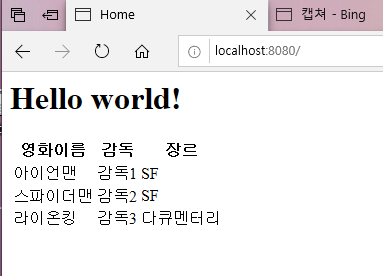 Home
캡쳐 - Bing
localhost:8080/
Hello world!
영화이름 감독 장르
아이언맨 감독1 SF
스파이더맨 감독2 SF
라이온킹 감독3 다큐멘터리